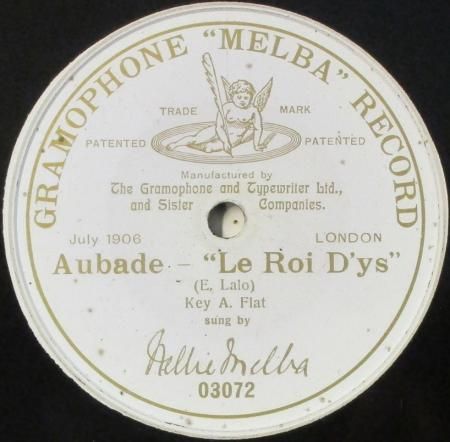 GRAMOPHONE "MELBA" RECORD
TRADE MARK
PATENTED PATENTED
Manufactured by
The Gramophone and Typewriter Ltd.,
and Sister Companies.
July 1906 LONDON
Aubade - "Le Roi D'ys"
(E, Lalo)
Key A. Flat
sung by
Nellie Melba
03072